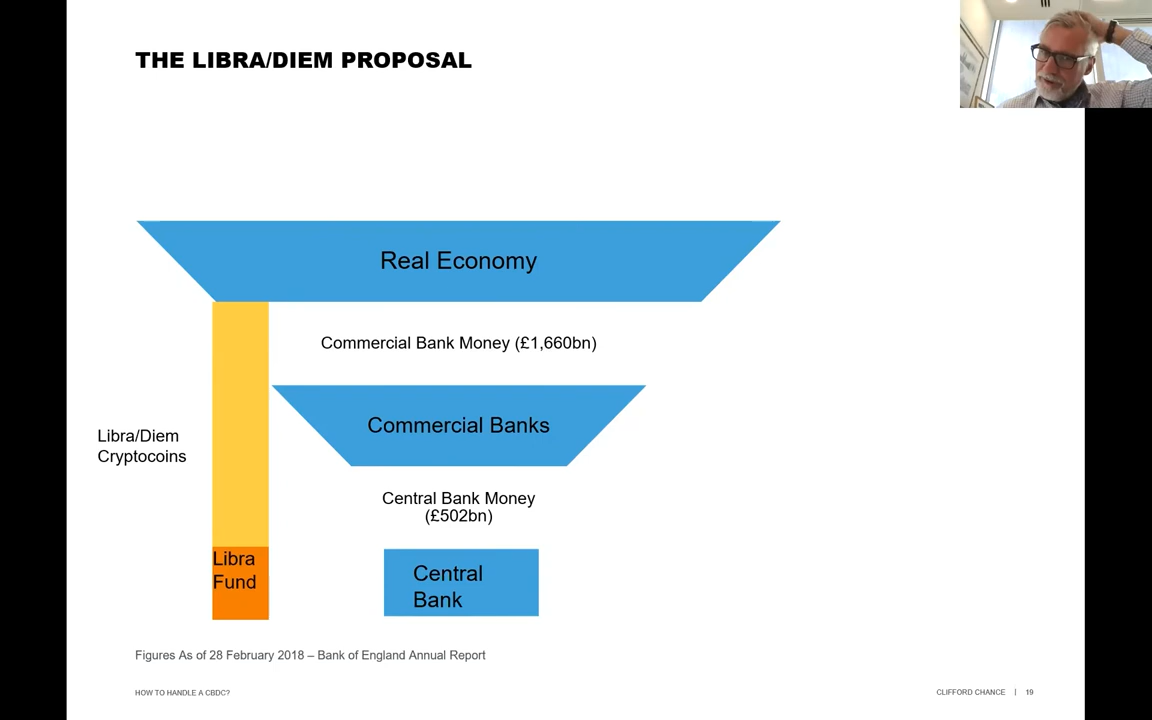 THE LIBRA/DIEM PROPOSAL
Real Economy
Commercial Bank Money (£1,660bn)
Commercial Banks
Libra/Diem
Cryptocoins
Central Bank Money
(£502bn)
Libra
Fund
Central
Bank
Figures As of 28 February 2018 – Bank of England Annual Report
HOW TO HANDLE A CBDC?
CLIFFORD CHANCE | 19